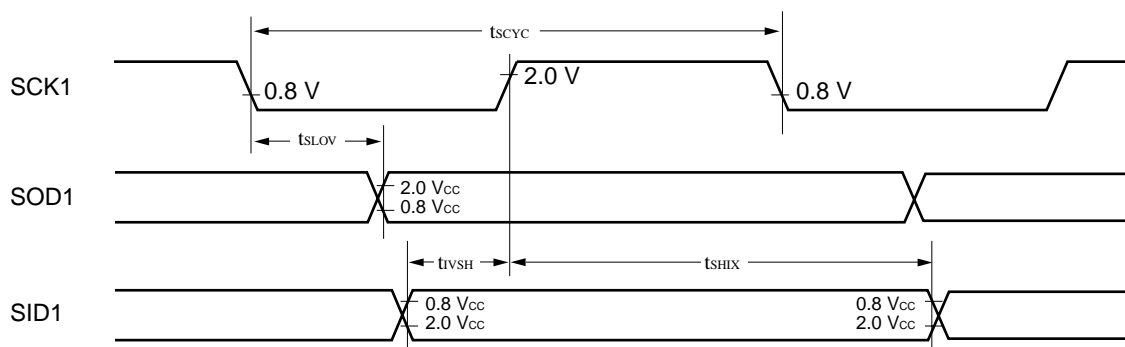 tSCYC
SCK1
0.8 V
2.0 V
0.8 V
tSLOV
SOD1
2.0 VCC
0.8 VCC
tIVSH
tSHIX
SID1
0.8 VCC
2.0 VCC
0.8 VCC
2.0 VCC